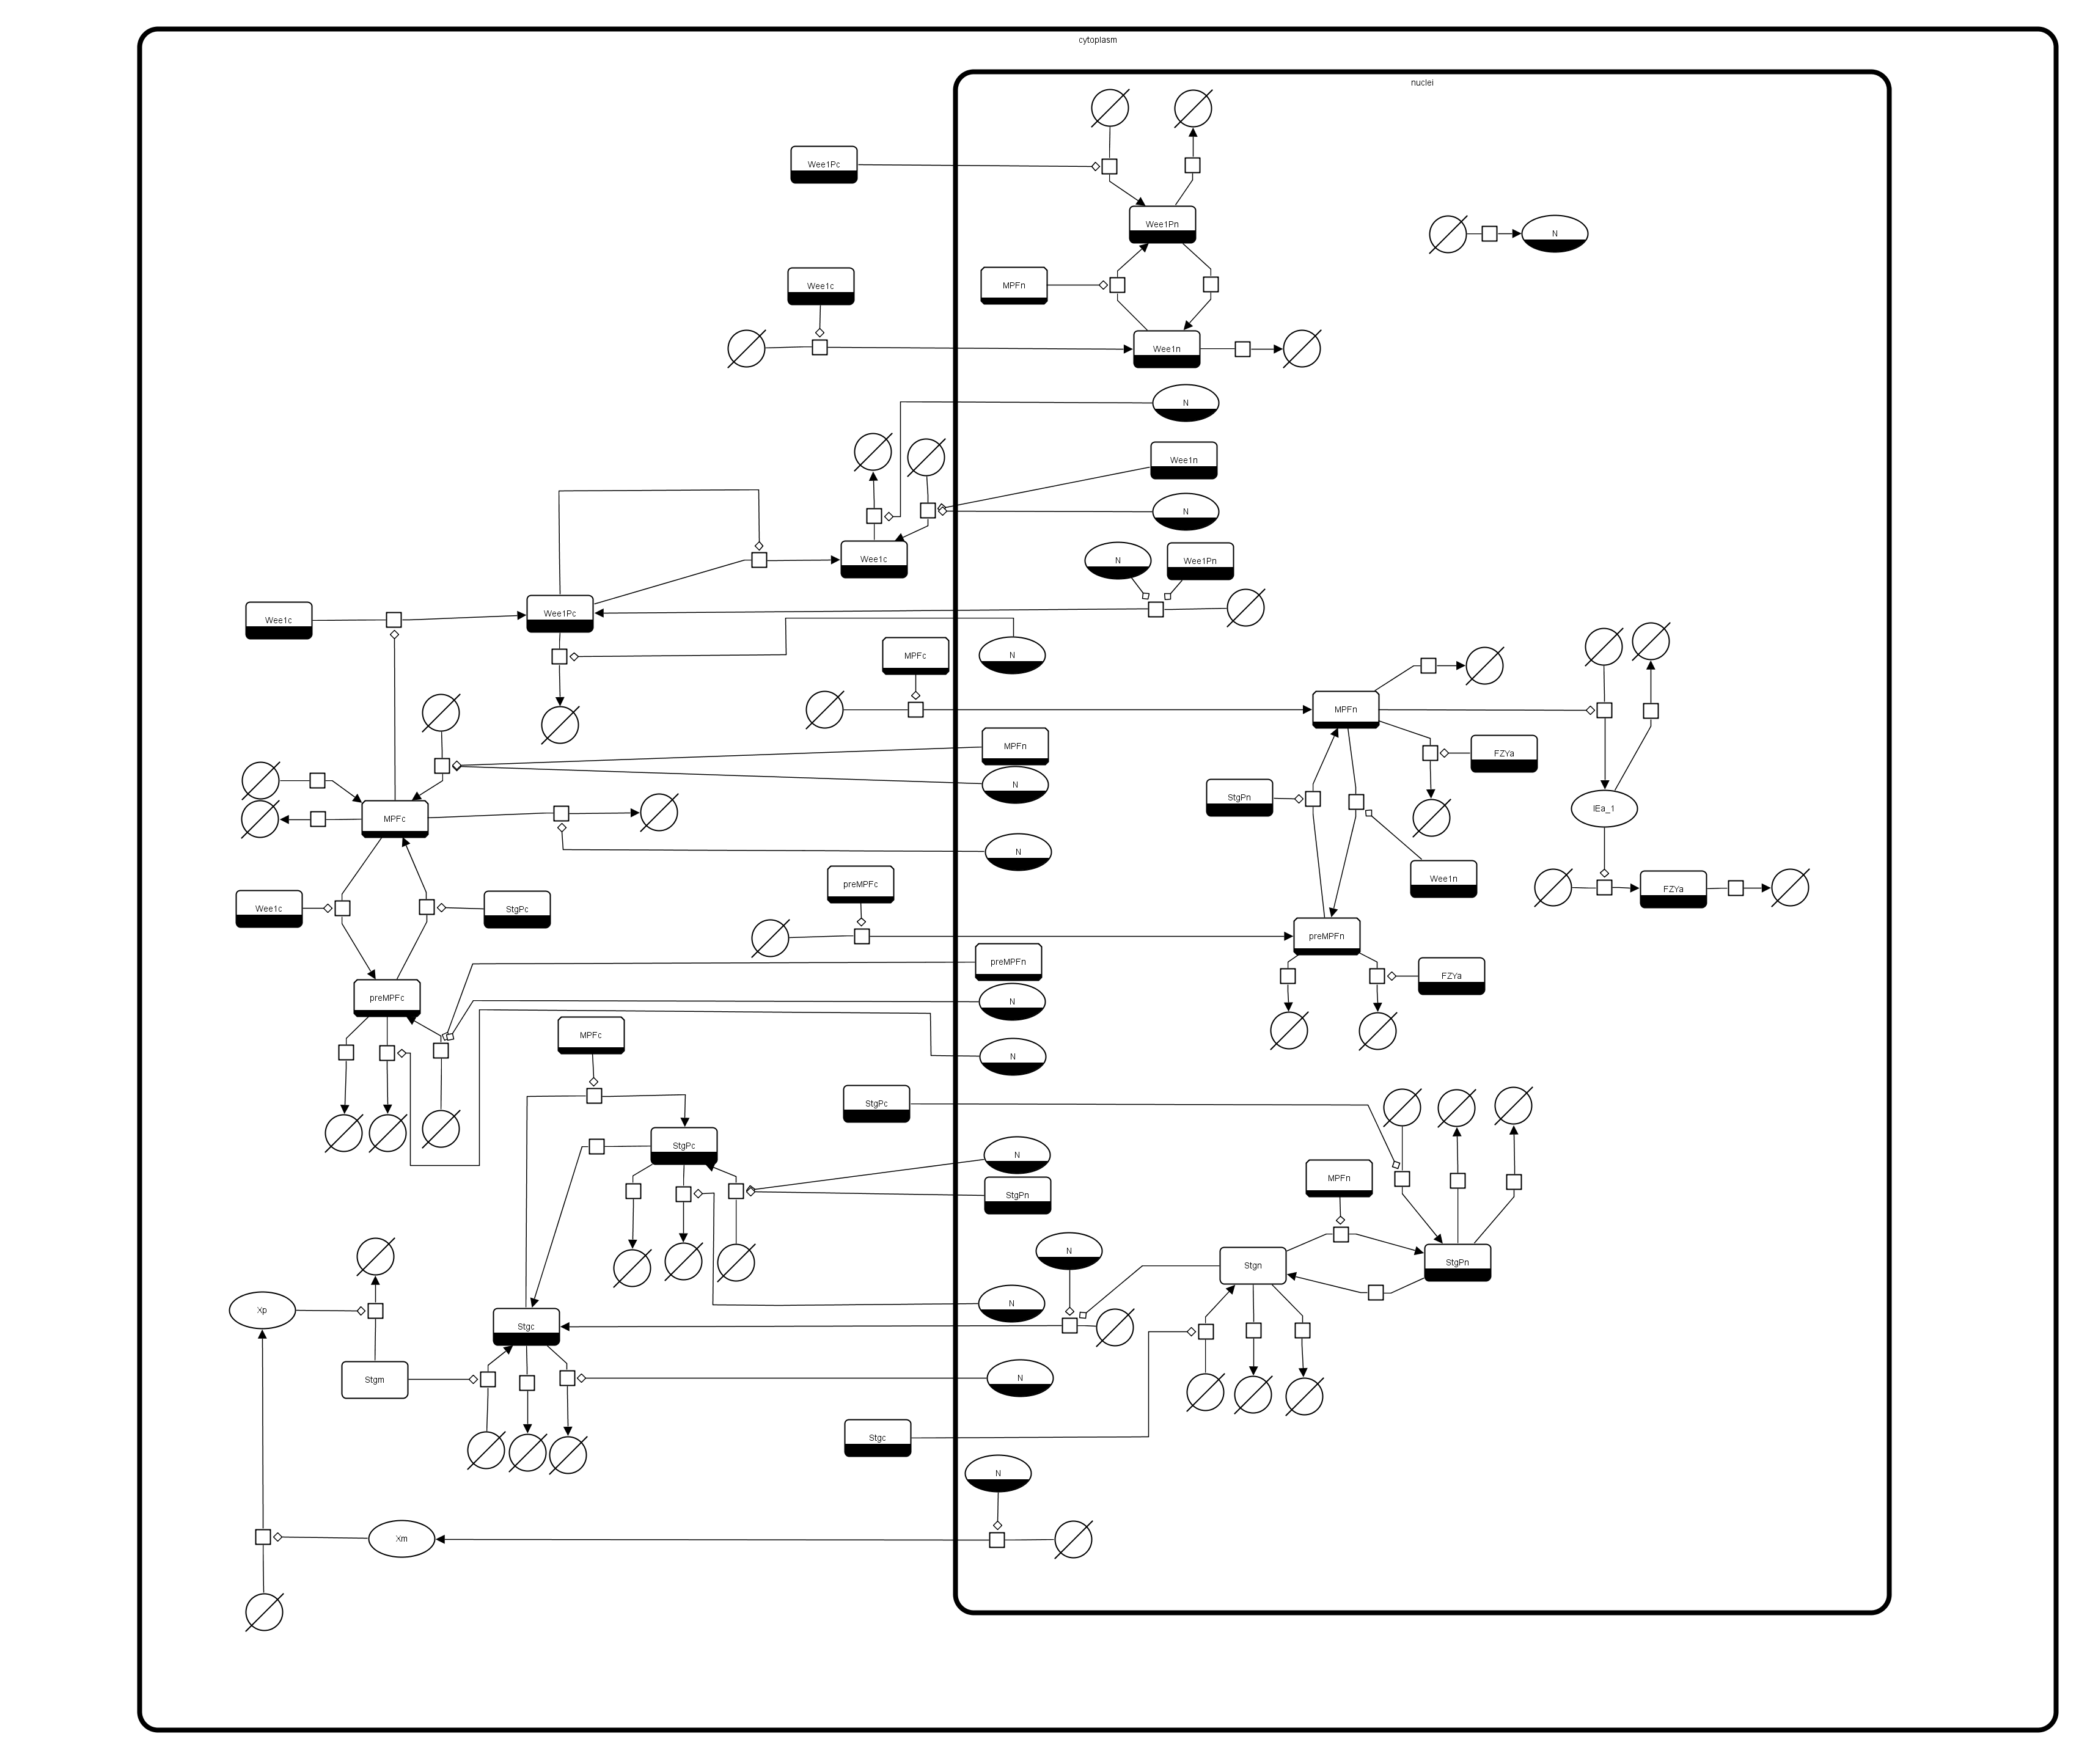 cytoplasm
nuclei
Wee1Pc
Wee1Pn
N
Wee1c
MPFn
Wee1n
N
Wee1n
N
Wee1c
N
Wee1Pn
Wee1c
Wee1Pc
MPFc
N
MPFn
MPFn
FZYa
N
StgPn
IEa_1
MPFc
N
preMPFc
Wee1n
FZYa
Wee1c
StgPc
preMPFn
preMPFn
FZYa
preMPFc
N
MPFc
N
StgPc
StgPc
N
MPFn
StgPn
N
Stgn
StgPn
Xp
N
Stgc
Stgm
N
Stgc
N
Xm